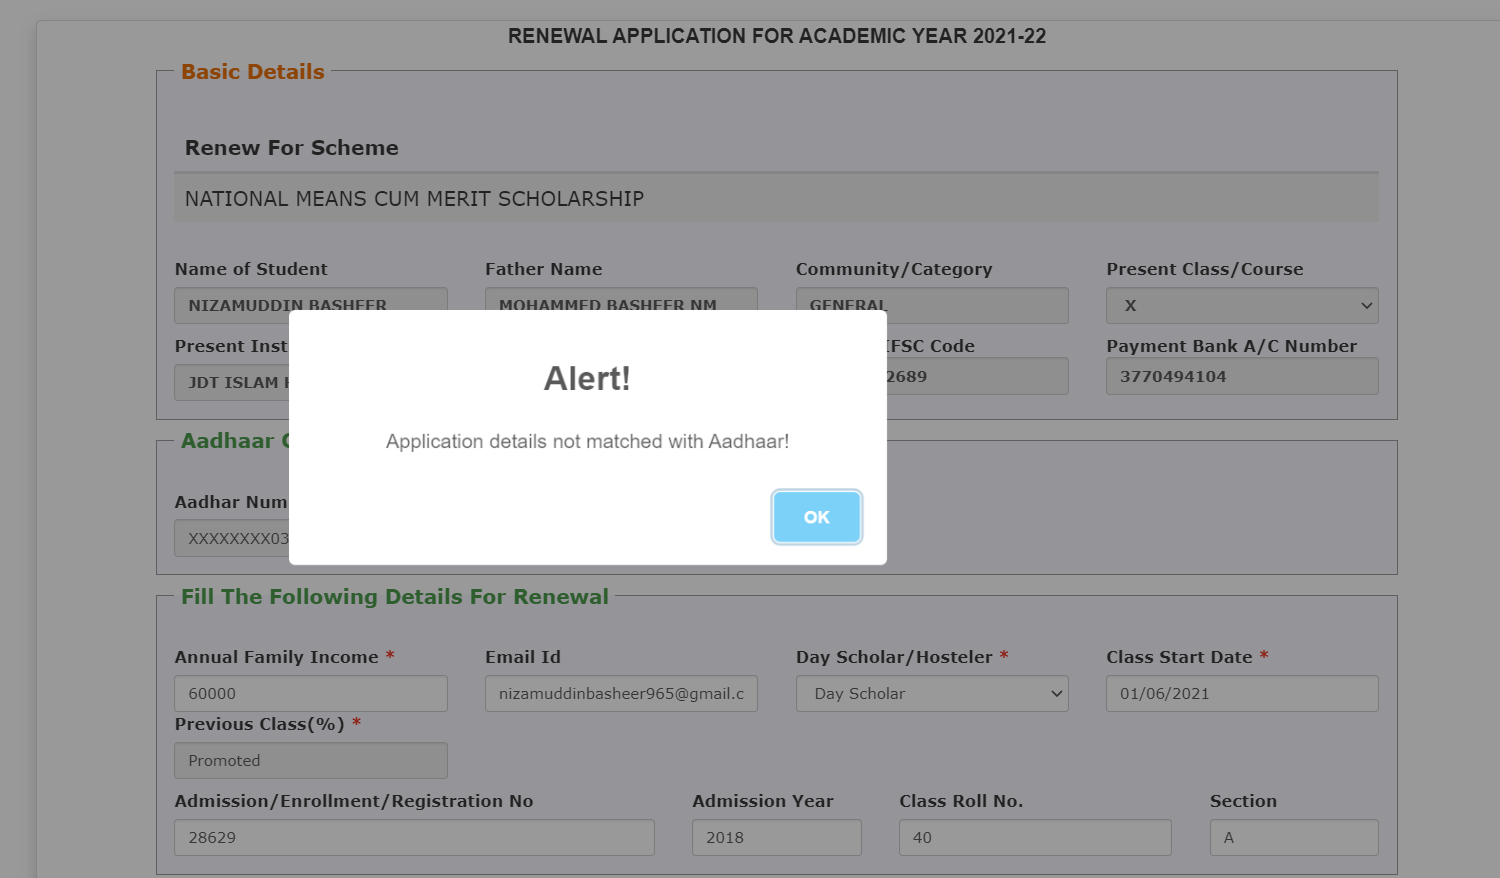 RENEWAL APPLICATION FOR ACADEMIC YEAR 2021-22
Basic Details
Renew For Scheme
NATIONAL MEANS CUM MERIT SCHOLARSHIP
Name of Student Father Name Community/Category Present Class/Course
NIZAMUDDIN BASHEER MOHAMMED BASHEER NM GENERAL X
Present Inst IFSC Code Payment Bank A/C Number
JDT ISLAM 2689 3770494104
Alert!
Application details not matched with Aadhaar!
OK
Aadhaar
Aadhar Num
XXXXXXXX03
Fill The Following Details For Renewal
Annual Family Income * Email Id Day Scholar/Hosteler * Class Start Date *
60000 nizamuddinbasheer965@gmail.c Day Scholar 01/06/2021
Previous Class(%) *
Promoted
Admission/Enrollment/Registration No Admission Year Class Roll No. Section
28629 2018 40 A